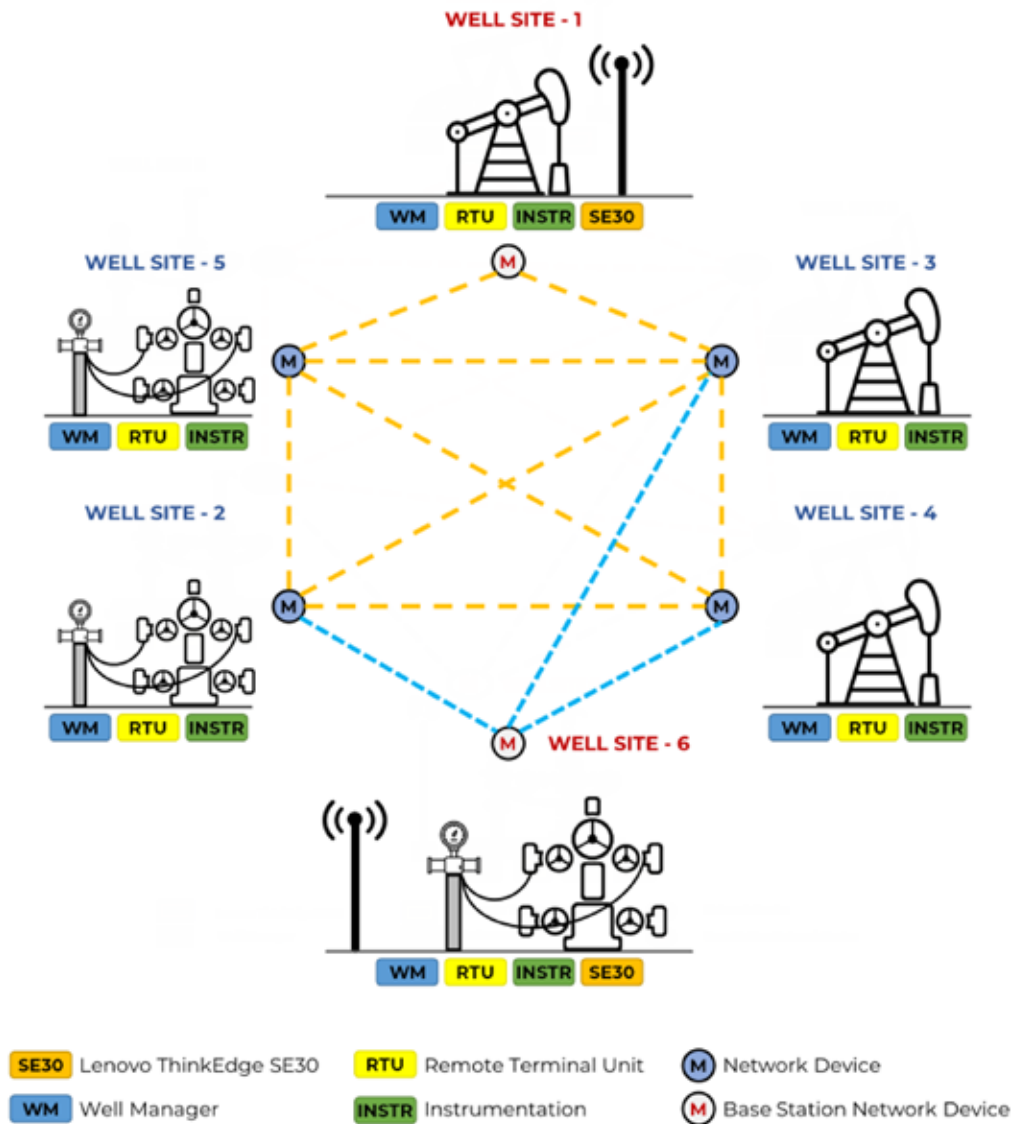 WELL SITE - 1
WM RTU INSTR SE30
M
WELL SITE - 5
WELL SITE - 3
M
M
WM RTU INSTR
WM RTU INSTR
WELL SITE - 2
WELL SITE - 4
M
M
WM RTU INSTR
WM RTU INSTR
M
WELL SITE - 6
WM RTU INSTR SE30
SE30 Lenovo ThinkEdge SE30
RTU Remote Terminal Unit
M Network Device
WM Well Manager
INSTR Instrumentation
M Base Station Network Device